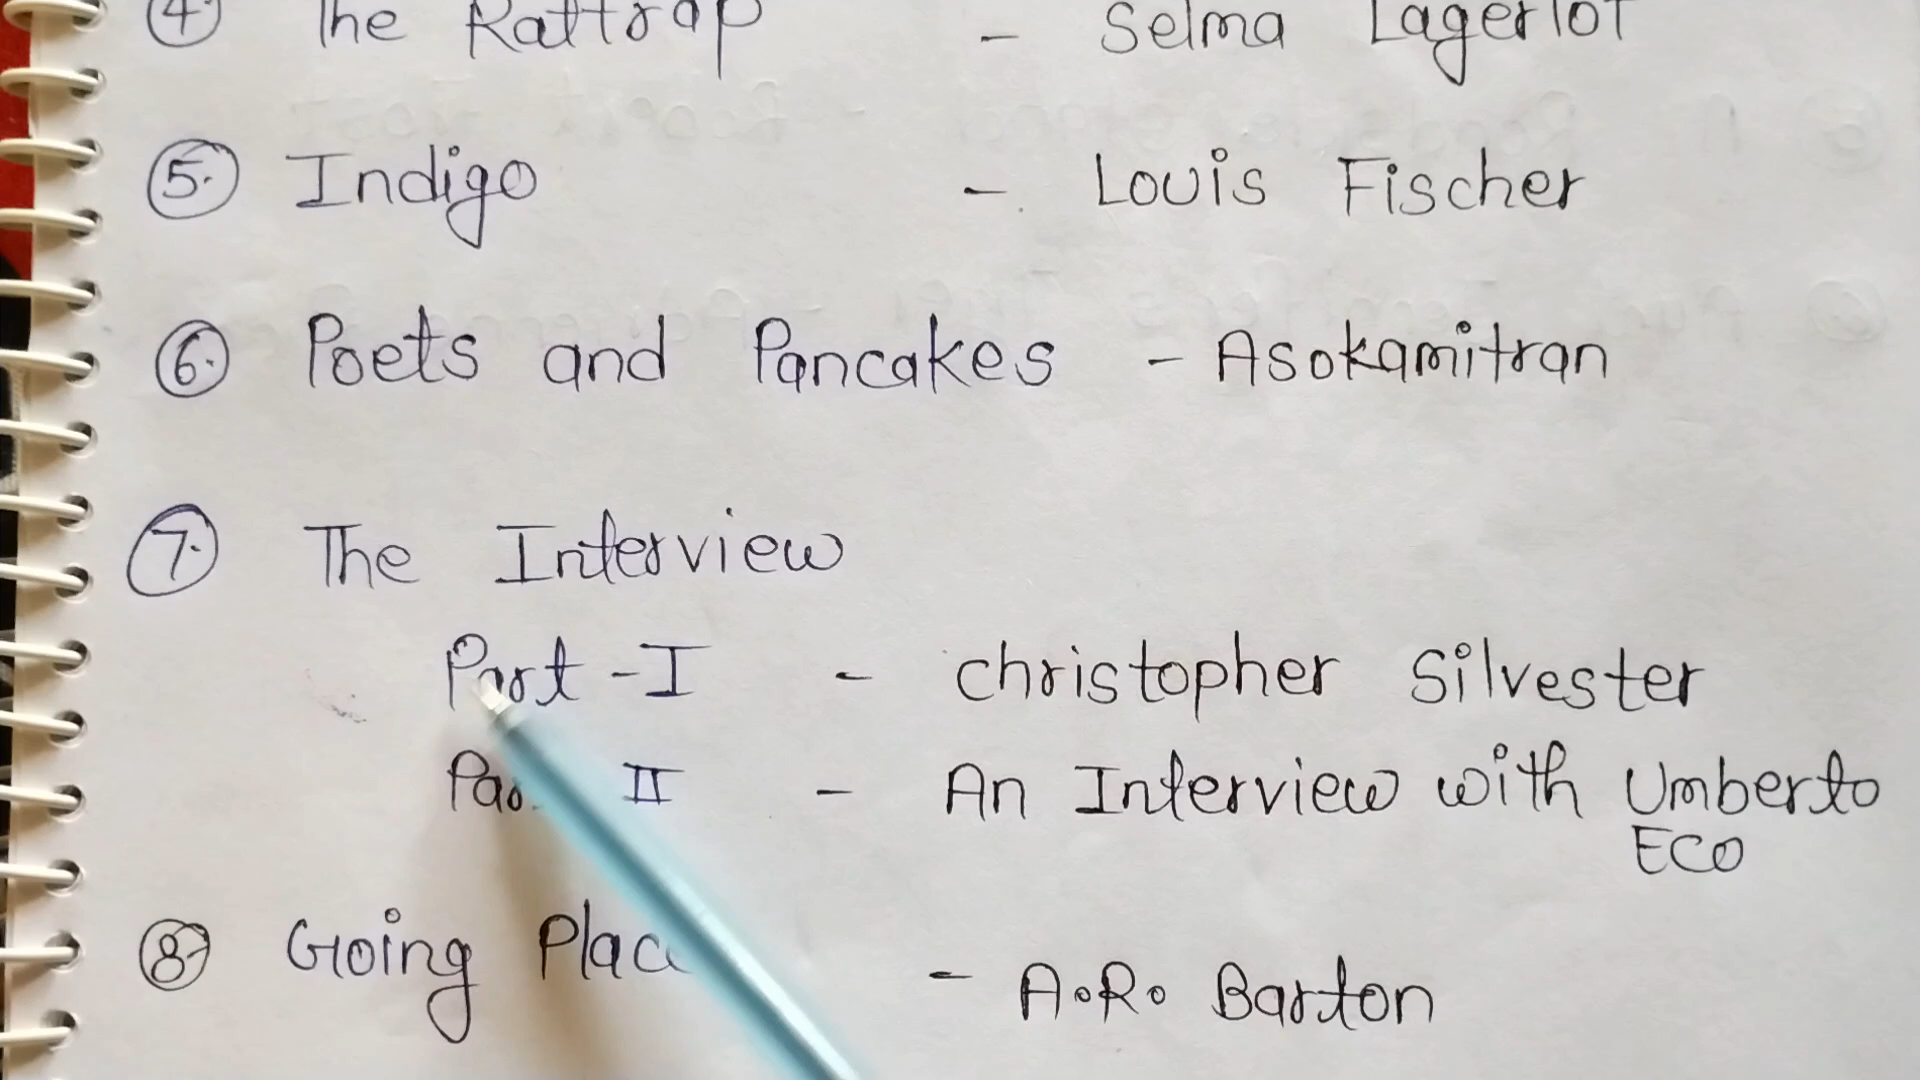 4 The Rattrap - Selma Lagerlof
5. Indigo - Louis Fischer
6. Poets and Pancakes - Asokamitran
7. The Interview
Part - I - Christopher Silvester
II - An Interview with Umberto
ECO
8 Going - A.R. Barton